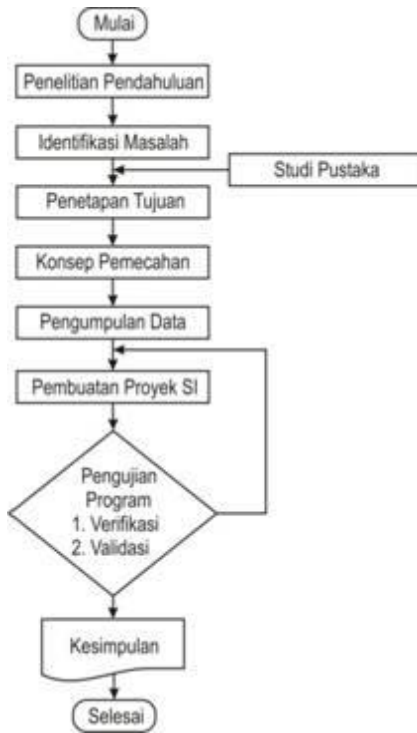 Mulai
Penelitian Pendahuluan
Identifikasi Masalah
Studi Pustaka
Penetapan Tujuan
Konsep Pemecahan
Pengumpulan Data
Pembuatan Proyek SI
Pengujian
Program
1. Verifikasi
2. Validasi
Kesimpulan
Selesai